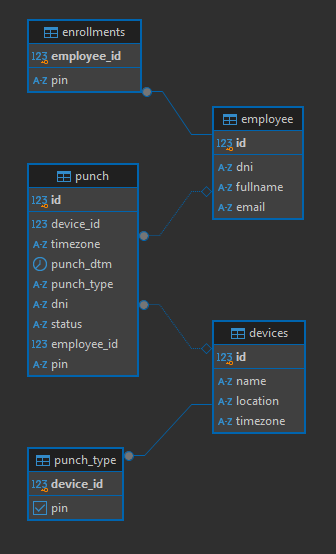 enrollments
123 employee_id
A-Z pin
employee
123 id
A-Z dni
A-Z fullname
A-Z email
punch
123 id
123 device_id
A-Z timezone
punch_dtm
A-Z punch_type
A-Z dni
A-Z status
123 employee_id
A-Z pin
devices
123 id
A-Z name
A-Z location
A-Z timezone
punch_type
123 device_id
pin